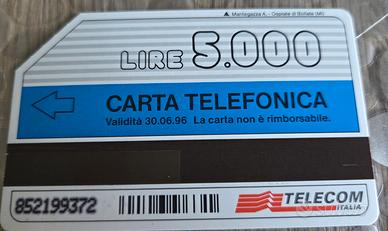 ▲ Mantegazza A. - Ospiate di Bollate (MI)
LIRE 5.000
CARTA TELEFONICA
Validità 30.06.96 La carta non è rimborsabile.
852199372
TELECOM
ITALIA